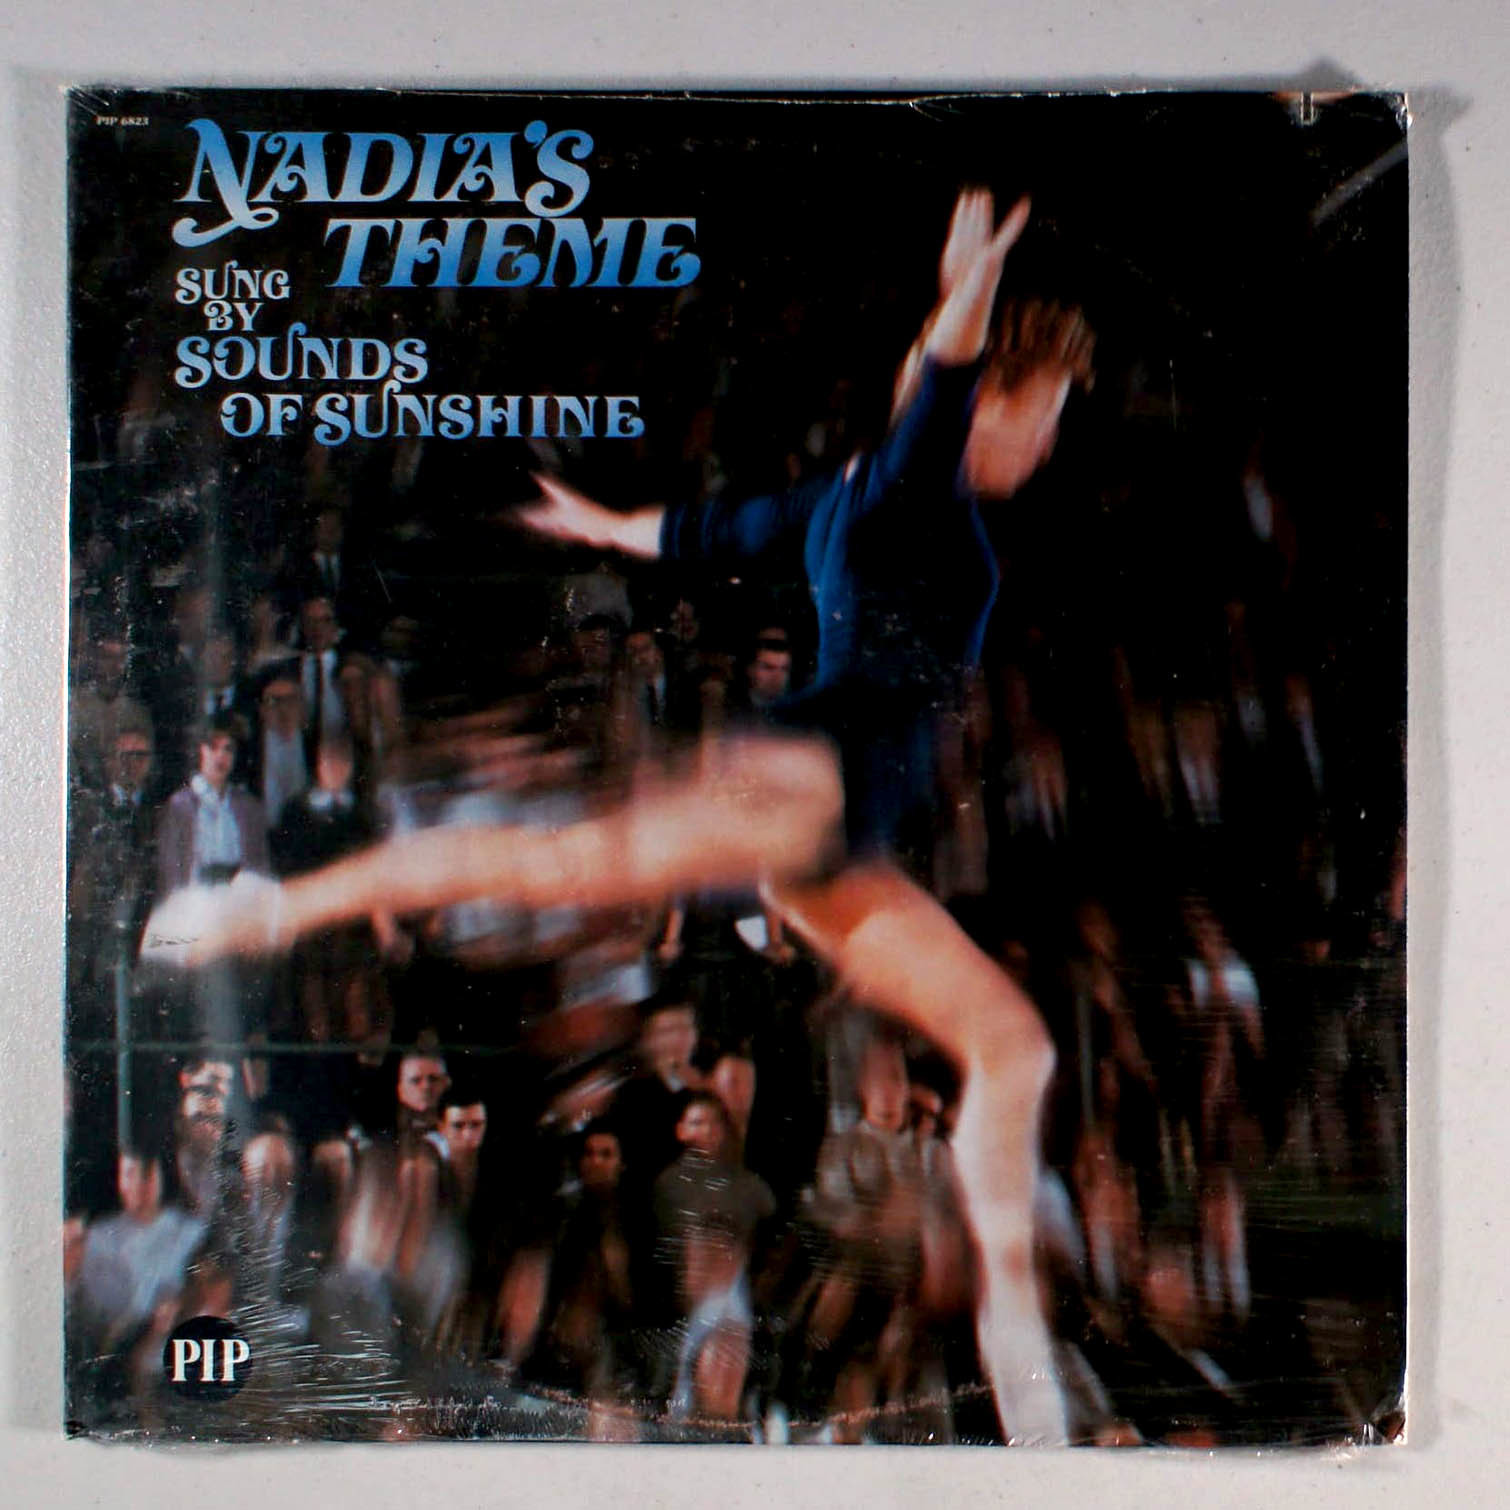 PIP 6823
NADIA'S
THEME
SUNG
BY
SOUNDS
OF SUNSHINE
PIP